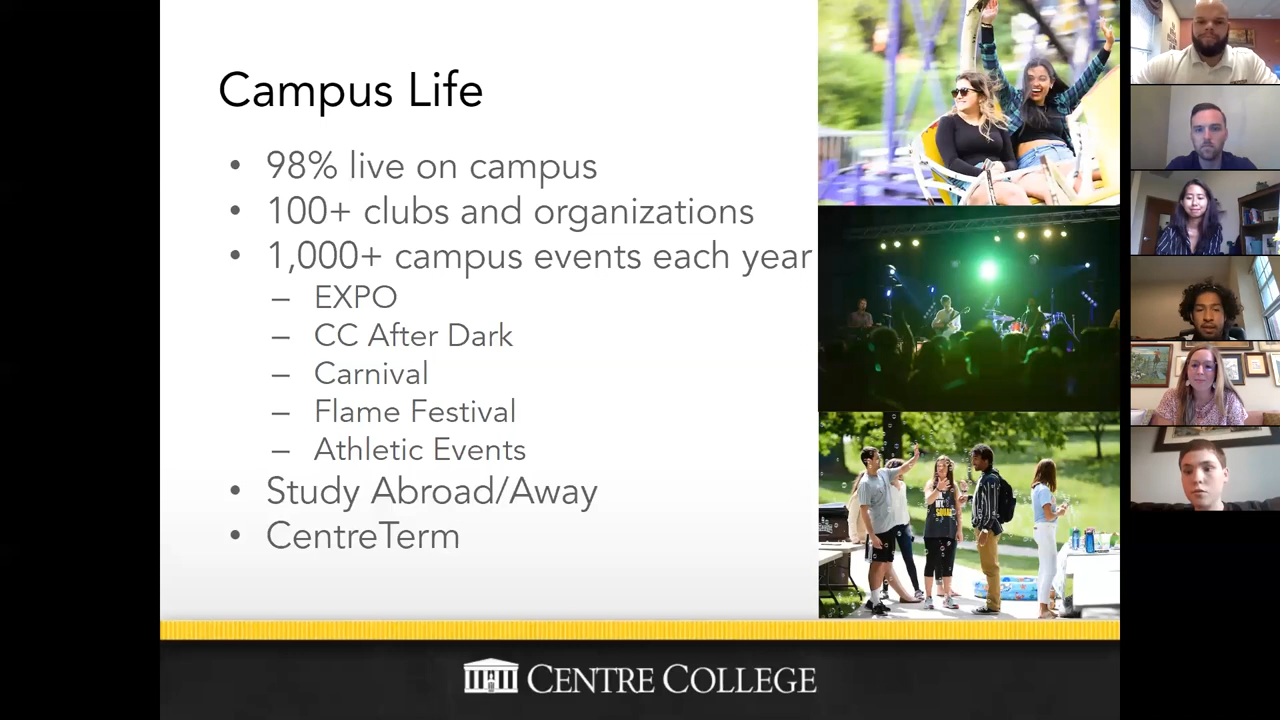 Campus Life
• 98% live on campus
• 100+ clubs and organizations
• 1,000+ campus events each year
– EXPO
– CC After Dark
– Carnival
– Flame Festival
– Athletic Events
• Study Abroad/Away
• CentreTerm
CENTRE COLLEGE